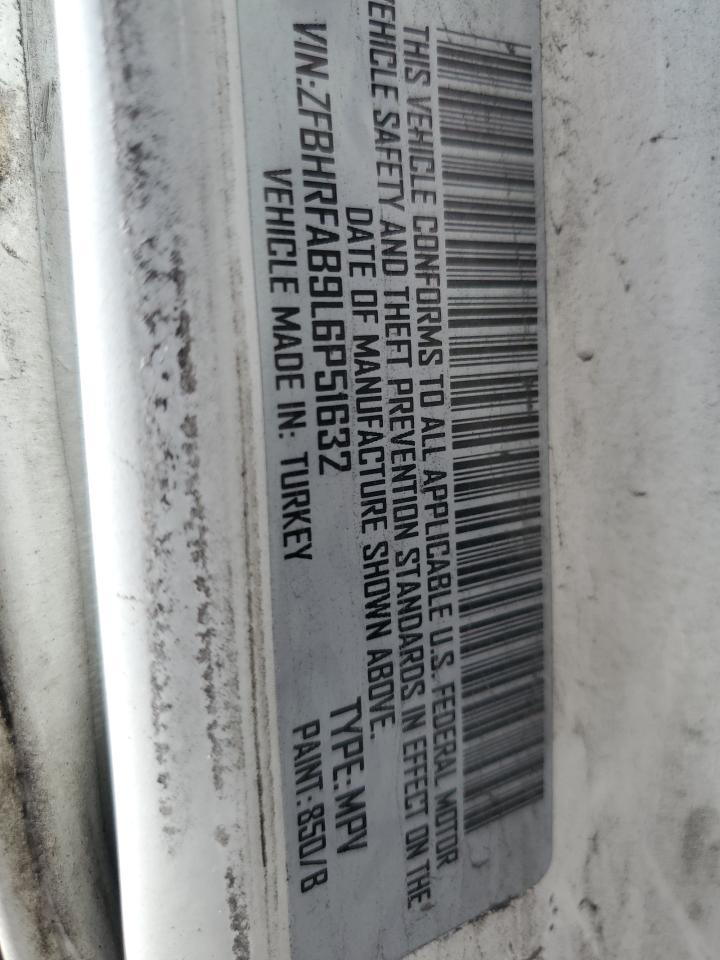 THIS VEHICLE CONFORMS TO ALL APPLICABLE U.S. FEDERAL MOTOR
VEHICLE SAFETY AND THEFT PREVENTION STANDARDS IN EFFECT ON THE
DATE OF MANUFACTURE SHOWN ABOVE.
VIN: ZFBHRFAB9L6P51632 TYPE: MPV
VEHICLE MADE IN: TURKEY PAINT: 850/B